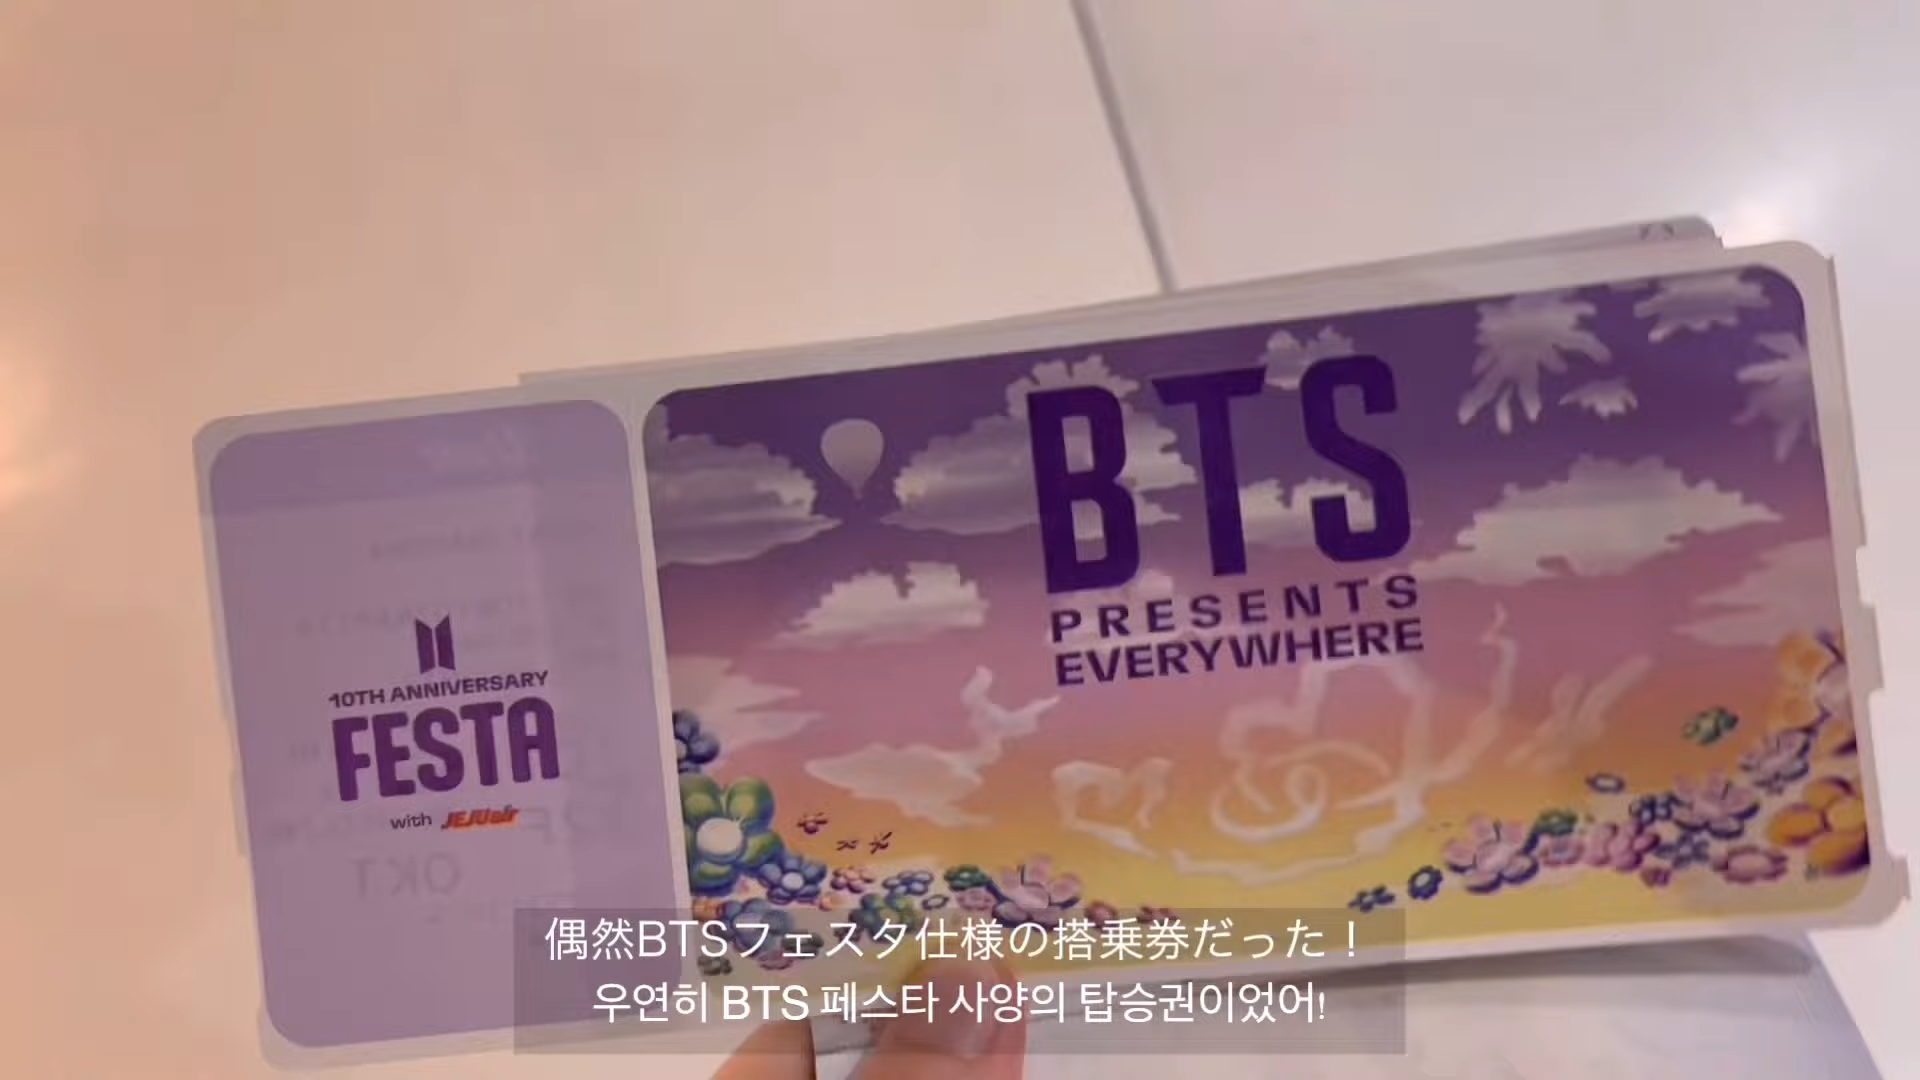 10TH ANNIVERSARY
FESTA
with JEJUair
BTS
PRESENTS
EVERYWHERE
偶然BTSフェスタ仕様の搭乗券だった！
우연히 BTS 페스타 사양의 탑승권이었어!